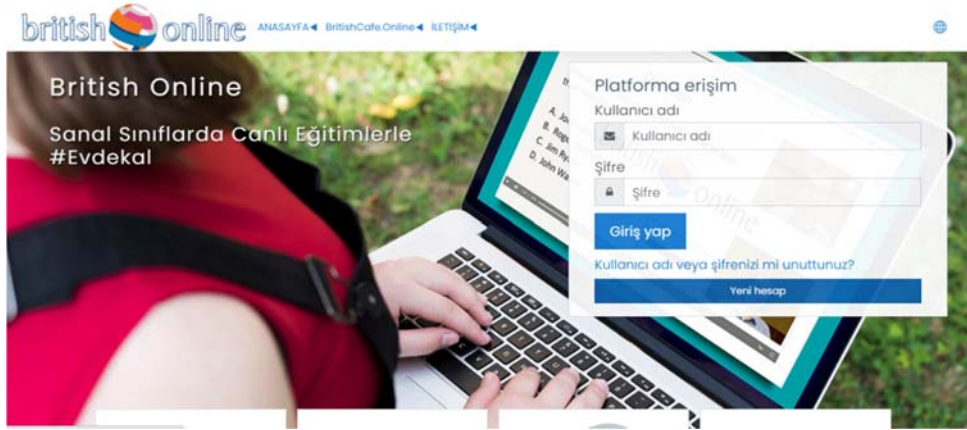 british online
ANASAYFA BritishCafe.Online İLETİŞİM
British Online
Sanal Sınıflarda Canlı Eğitimlerle
#Evdekal
Platforma erişim
Kullanıcı adı
Kullanıcı adı
Şifre
Şifre
Giriş yap
Kullanıcı adı veya şifrenizi mi unuttunuz?
Yeni hesap